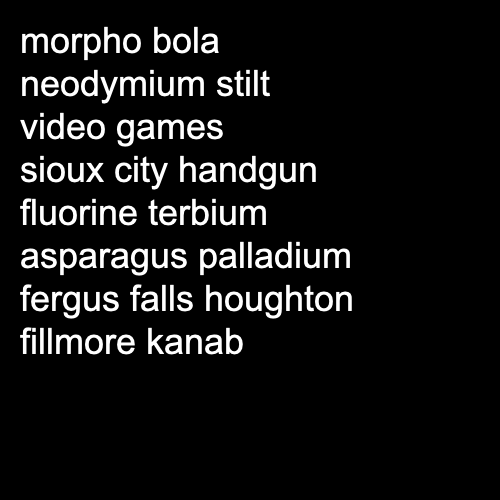 morpho bola
neodymium stilt
video games
sioux city handgun
fluorine terbium
asparagus palladium
fergus falls houghton
fillmore kanab